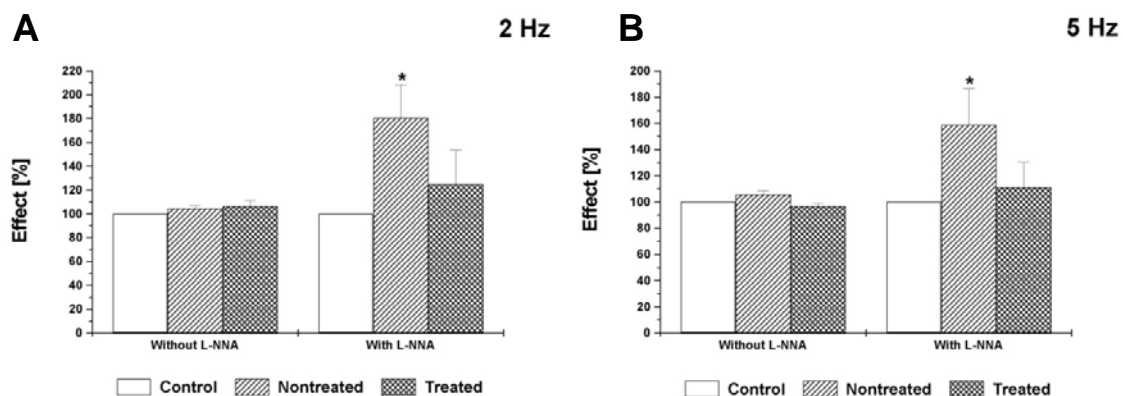 A
2 Hz
220
200
180
160
140
120
100
80
60
40
20
0
Effect [%]
*
Without L-NNA
With L-NNA
Control
Nontreated
Treated
B
5 Hz
200
180
160
140
120
100
80
60
40
20
0
Effect [%]
*
Without L-NNA
With L-NNA
Control
Nontreated
Treated